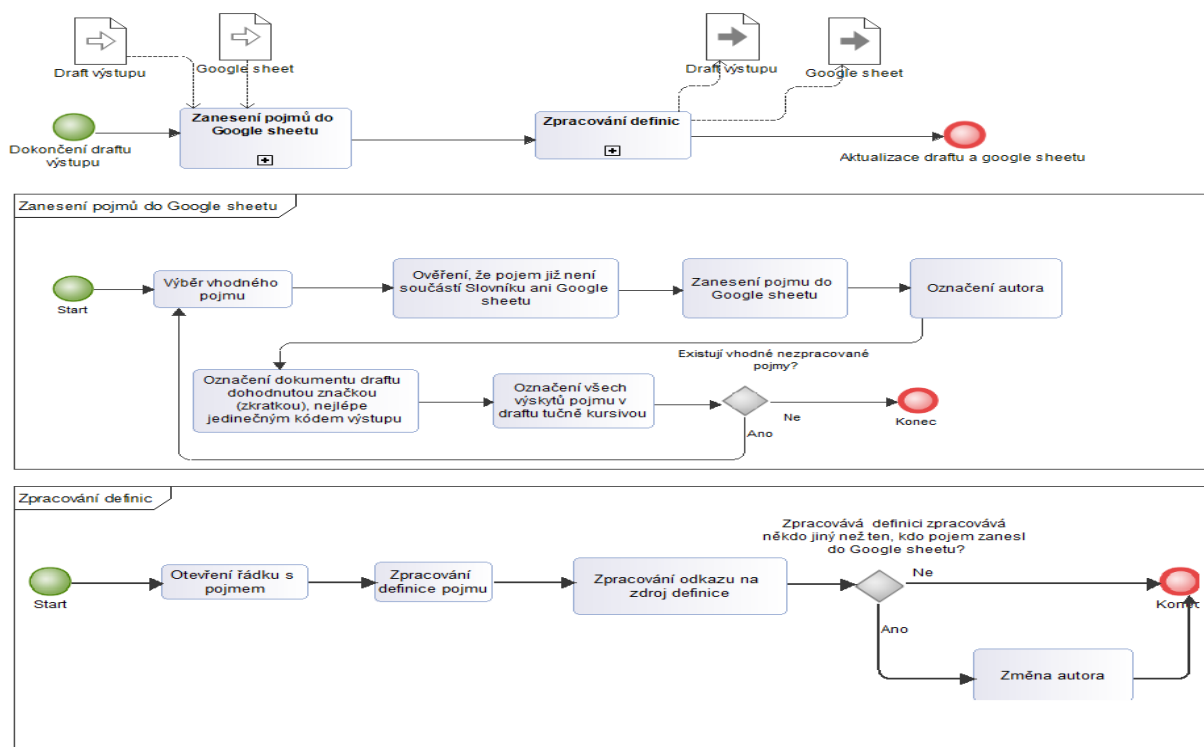 Draft výstupu
Google sheet
Draft výstupu
Google sheet
Zanesení pojmů do
Google sheetu
Zpracování definic
Dokončení draftu
výstupu
Aktualizace draftu a google sheetu
Zanesení pojmů do Google sheetu
Start
Výběr vhodného
pojmu
Ověření, že pojem již není
součástí Slovníku ani Google
sheetu
Zanesení pojmu do
Google sheetu
Označení autora
Označení dokumentu draftu
dohodnutou značkou
(zkratkou), nejlépe
jedinečným kódem výstupu
Označení všech
výskytů pojmu v
draftu tučně kursivou
Existují vhodné nezpracované
pojmy?
Ne
Ano
Konec
Zpracování definic
Start
Otevření řádku s
pojmem
Zpracování
definice pojmu
Zpracování odkazu na
zdroj definice
Zpracovává definici zpracovává
někdo jiný než ten, kdo pojem zanesl
do Google sheetu?
Ne
Ano
Změna autora
Konec